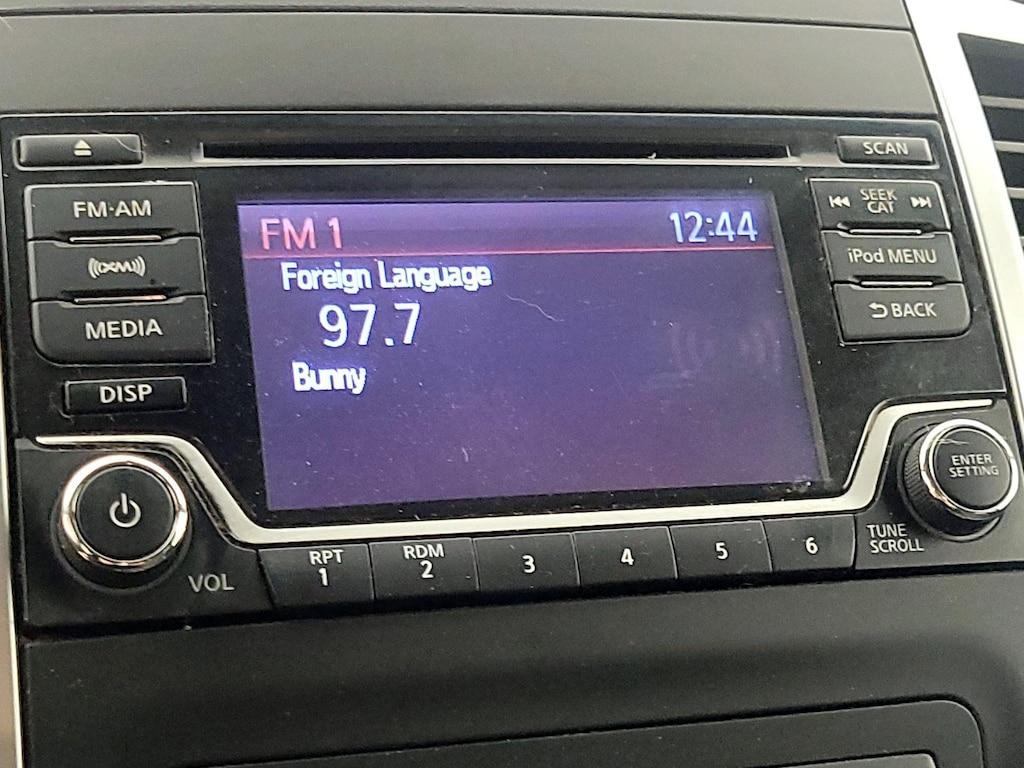 SCAN
FM·AM
SEEK
CAT
FM 1
12:44
XM
iPod MENU
Foreign Language
MEDIA
97.7
BACK
Bunny
DISP
ENTER
SETTING
VOL
RPT
1
RDM
2
3
4
5
6
TUNE
SCROLL